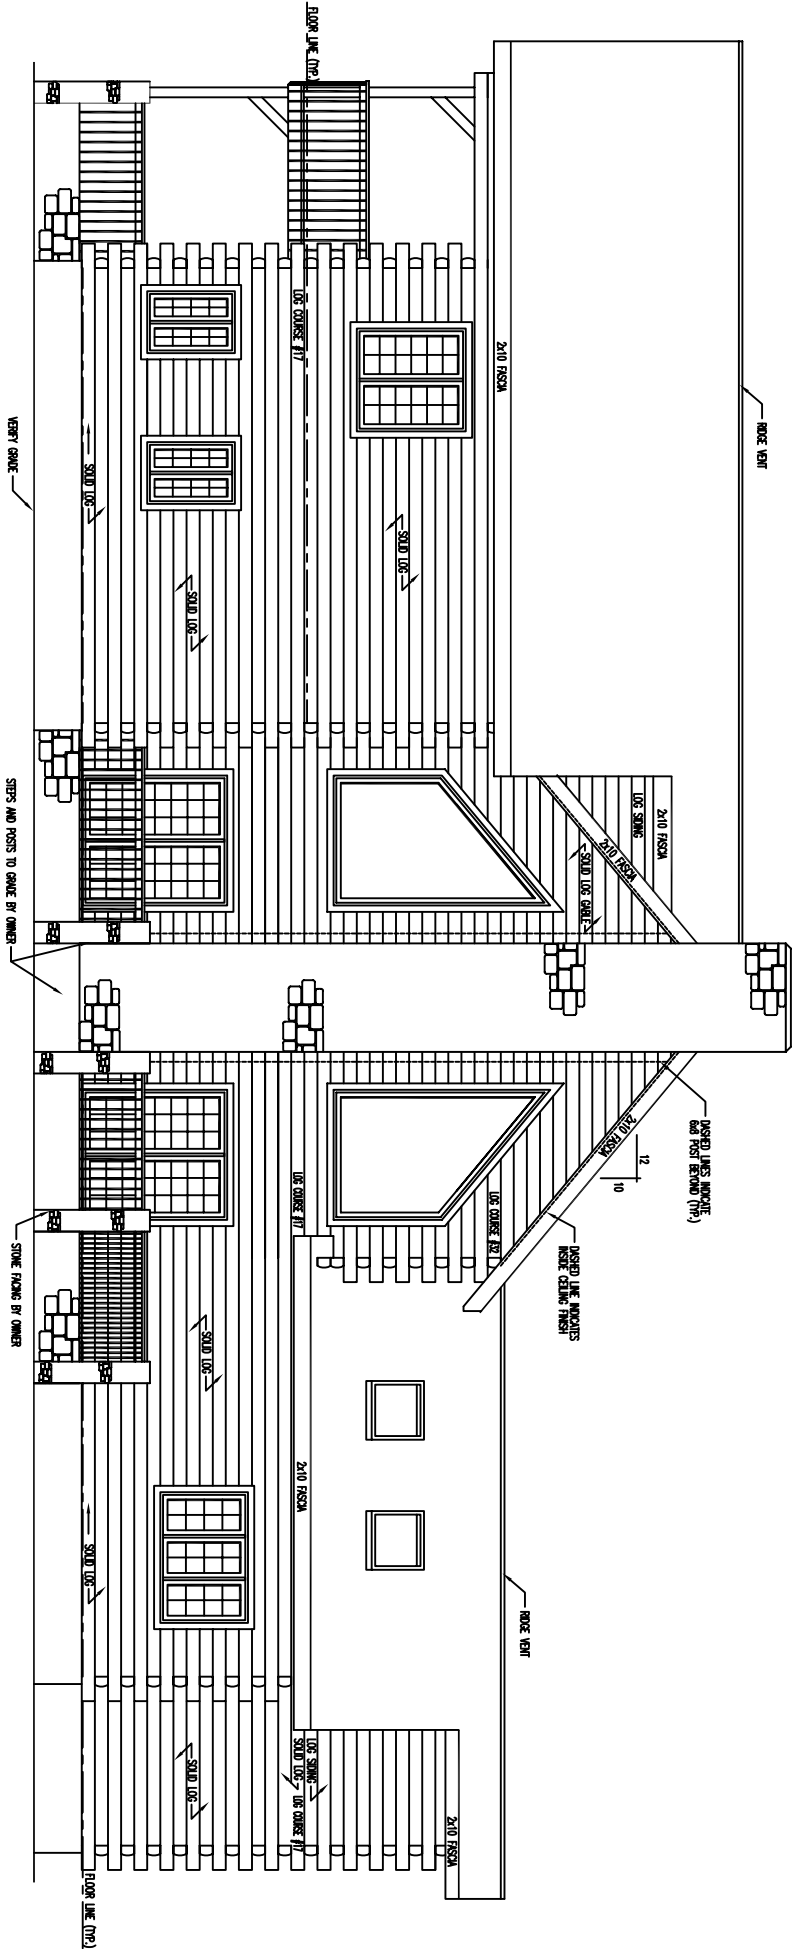 RIDGE VENT
2x10 FASCIA
LOG SIDING
2x10 FASCIA
SOLID LOG GABLE
DASHED LINES INDICATE
6x8 POST BEYOND (TYP.)
12
10
2x10 FASCIA
DASHED LINE INDICATES
INSIDE CEILING FINISH
LOG COURSE #32
RIDGE VENT
2x10 FASCIA
2x10 FASCIA
SOLID LOG
FLOOR LINE (TYP.)
LOG COURSE #17
LOG COURSE #17
2x10 FASCIA
LOG SIDING
SOLID LOG
LOG COURSE #17
SOLID LOG
SOLID LOG
SOLID LOG
SOLID LOG
SOLID LOG
FLOOR LINE (TYP.)
VERIFY GRADE
STEPS AND POSTS TO GRADE BY OWNER
STONE FACING BY OWNER